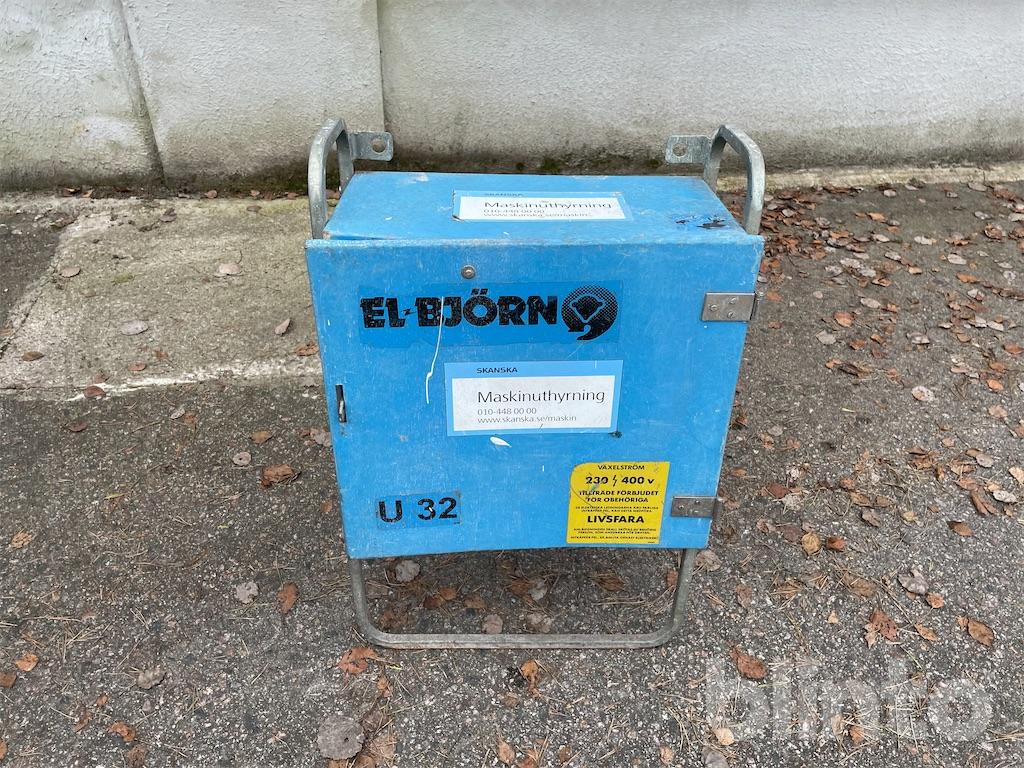 SKANSKA
Maskinuthyrning
010-448 00 00
www.skanska.se/maskin
EL-BJÖRN
SKANSKA
Maskinuthyrning
010-448 00 00
www.skanska.se/maskin
U 32
VÄXELSTRÖM
230 400 V
TILLTRÄDE FÖRBJUDET
FÖR OBEHÖRIGA
LIVSFARA
blinto